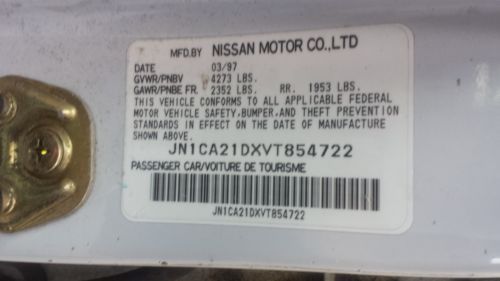 MFD.BY NISSAN MOTOR CO.,LTD
DATE 03/97
GVWR/PNBV 4273 LBS.
GAWR/PNBE FR. 2352 LBS. RR. 1953 LBS.
THIS VEHICLE CONFORMS TO ALL APPLICABLE FEDERAL
MOTOR VEHICLE SAFETY,BUMPER,AND THEFT PREVENTION
STANDARDS IN EFFECT ON THE DATE OF MANUFACTURE
SHOWN ABOVE.
JN1CA21DXVT854722
PASSENGER CAR/VOITURE DE TOURISME
JN1CA21DXVT854722